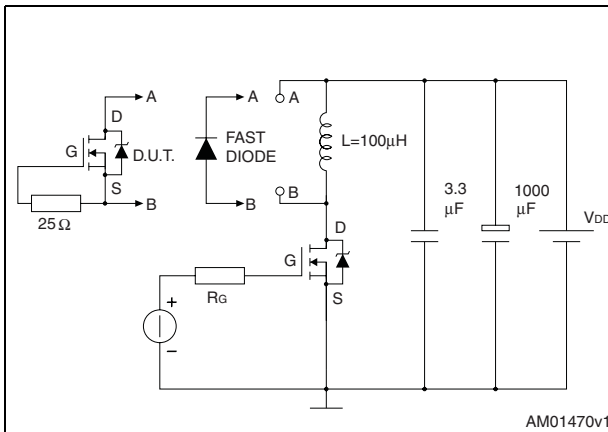 A
D
G
D.U.T.
S
B
25 Ω
A
FAST
DIODE
B
A
L=100μH
B
D
G
S
RG
+
–
3.3
μF
1000
μF
VDD
AM01470v1